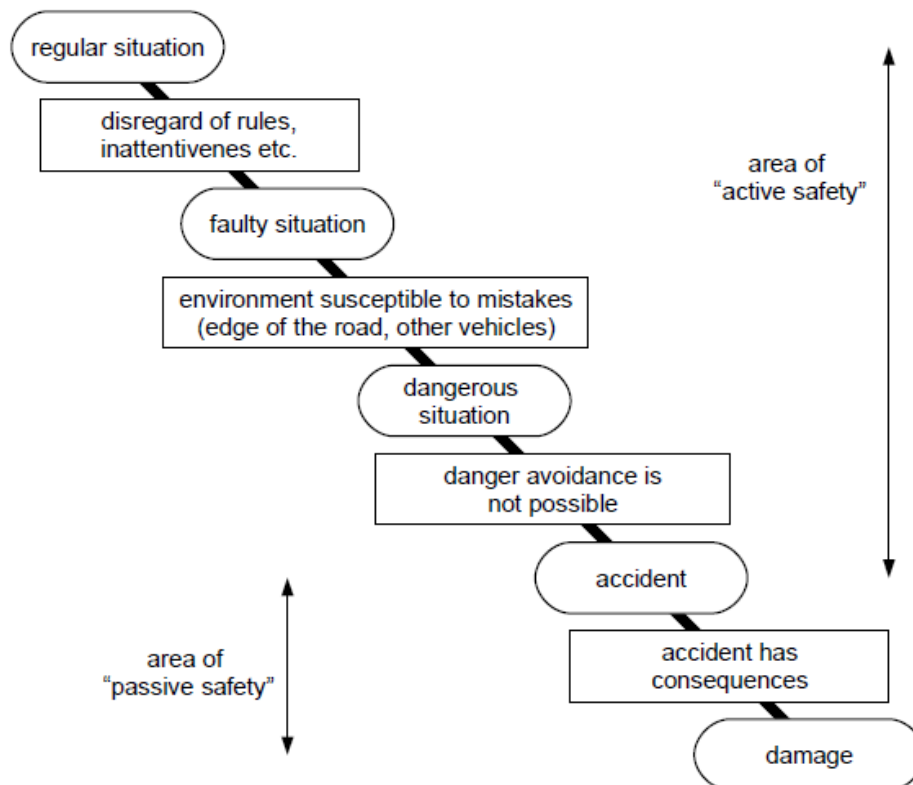 regular situation
disregard of rules,
inattentivenes etc.
area of
“active safety”
faulty situation
environment susceptible to mistakes
(edge of the road, other vehicles)
dangerous
situation
danger avoidance is
not possible
accident
area of
“passive safety”
accident has
consequences
damage